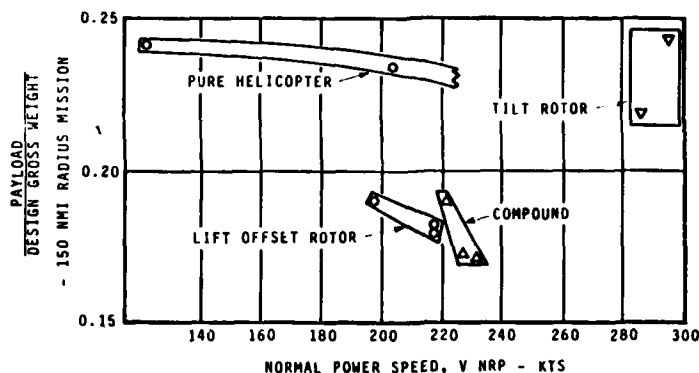 PAYLOAD
DESIGN GROSS WEIGHT
- 150 NMI RADIUS MISSION
0.25
0.20
0.15
PURE HELICOPTER
TILT ROTOR
COMPOUND
LIFT OFFSET ROTOR
140 160 180 200 220 240 260 280 300
NORMAL POWER SPEED, V NRP - KTS